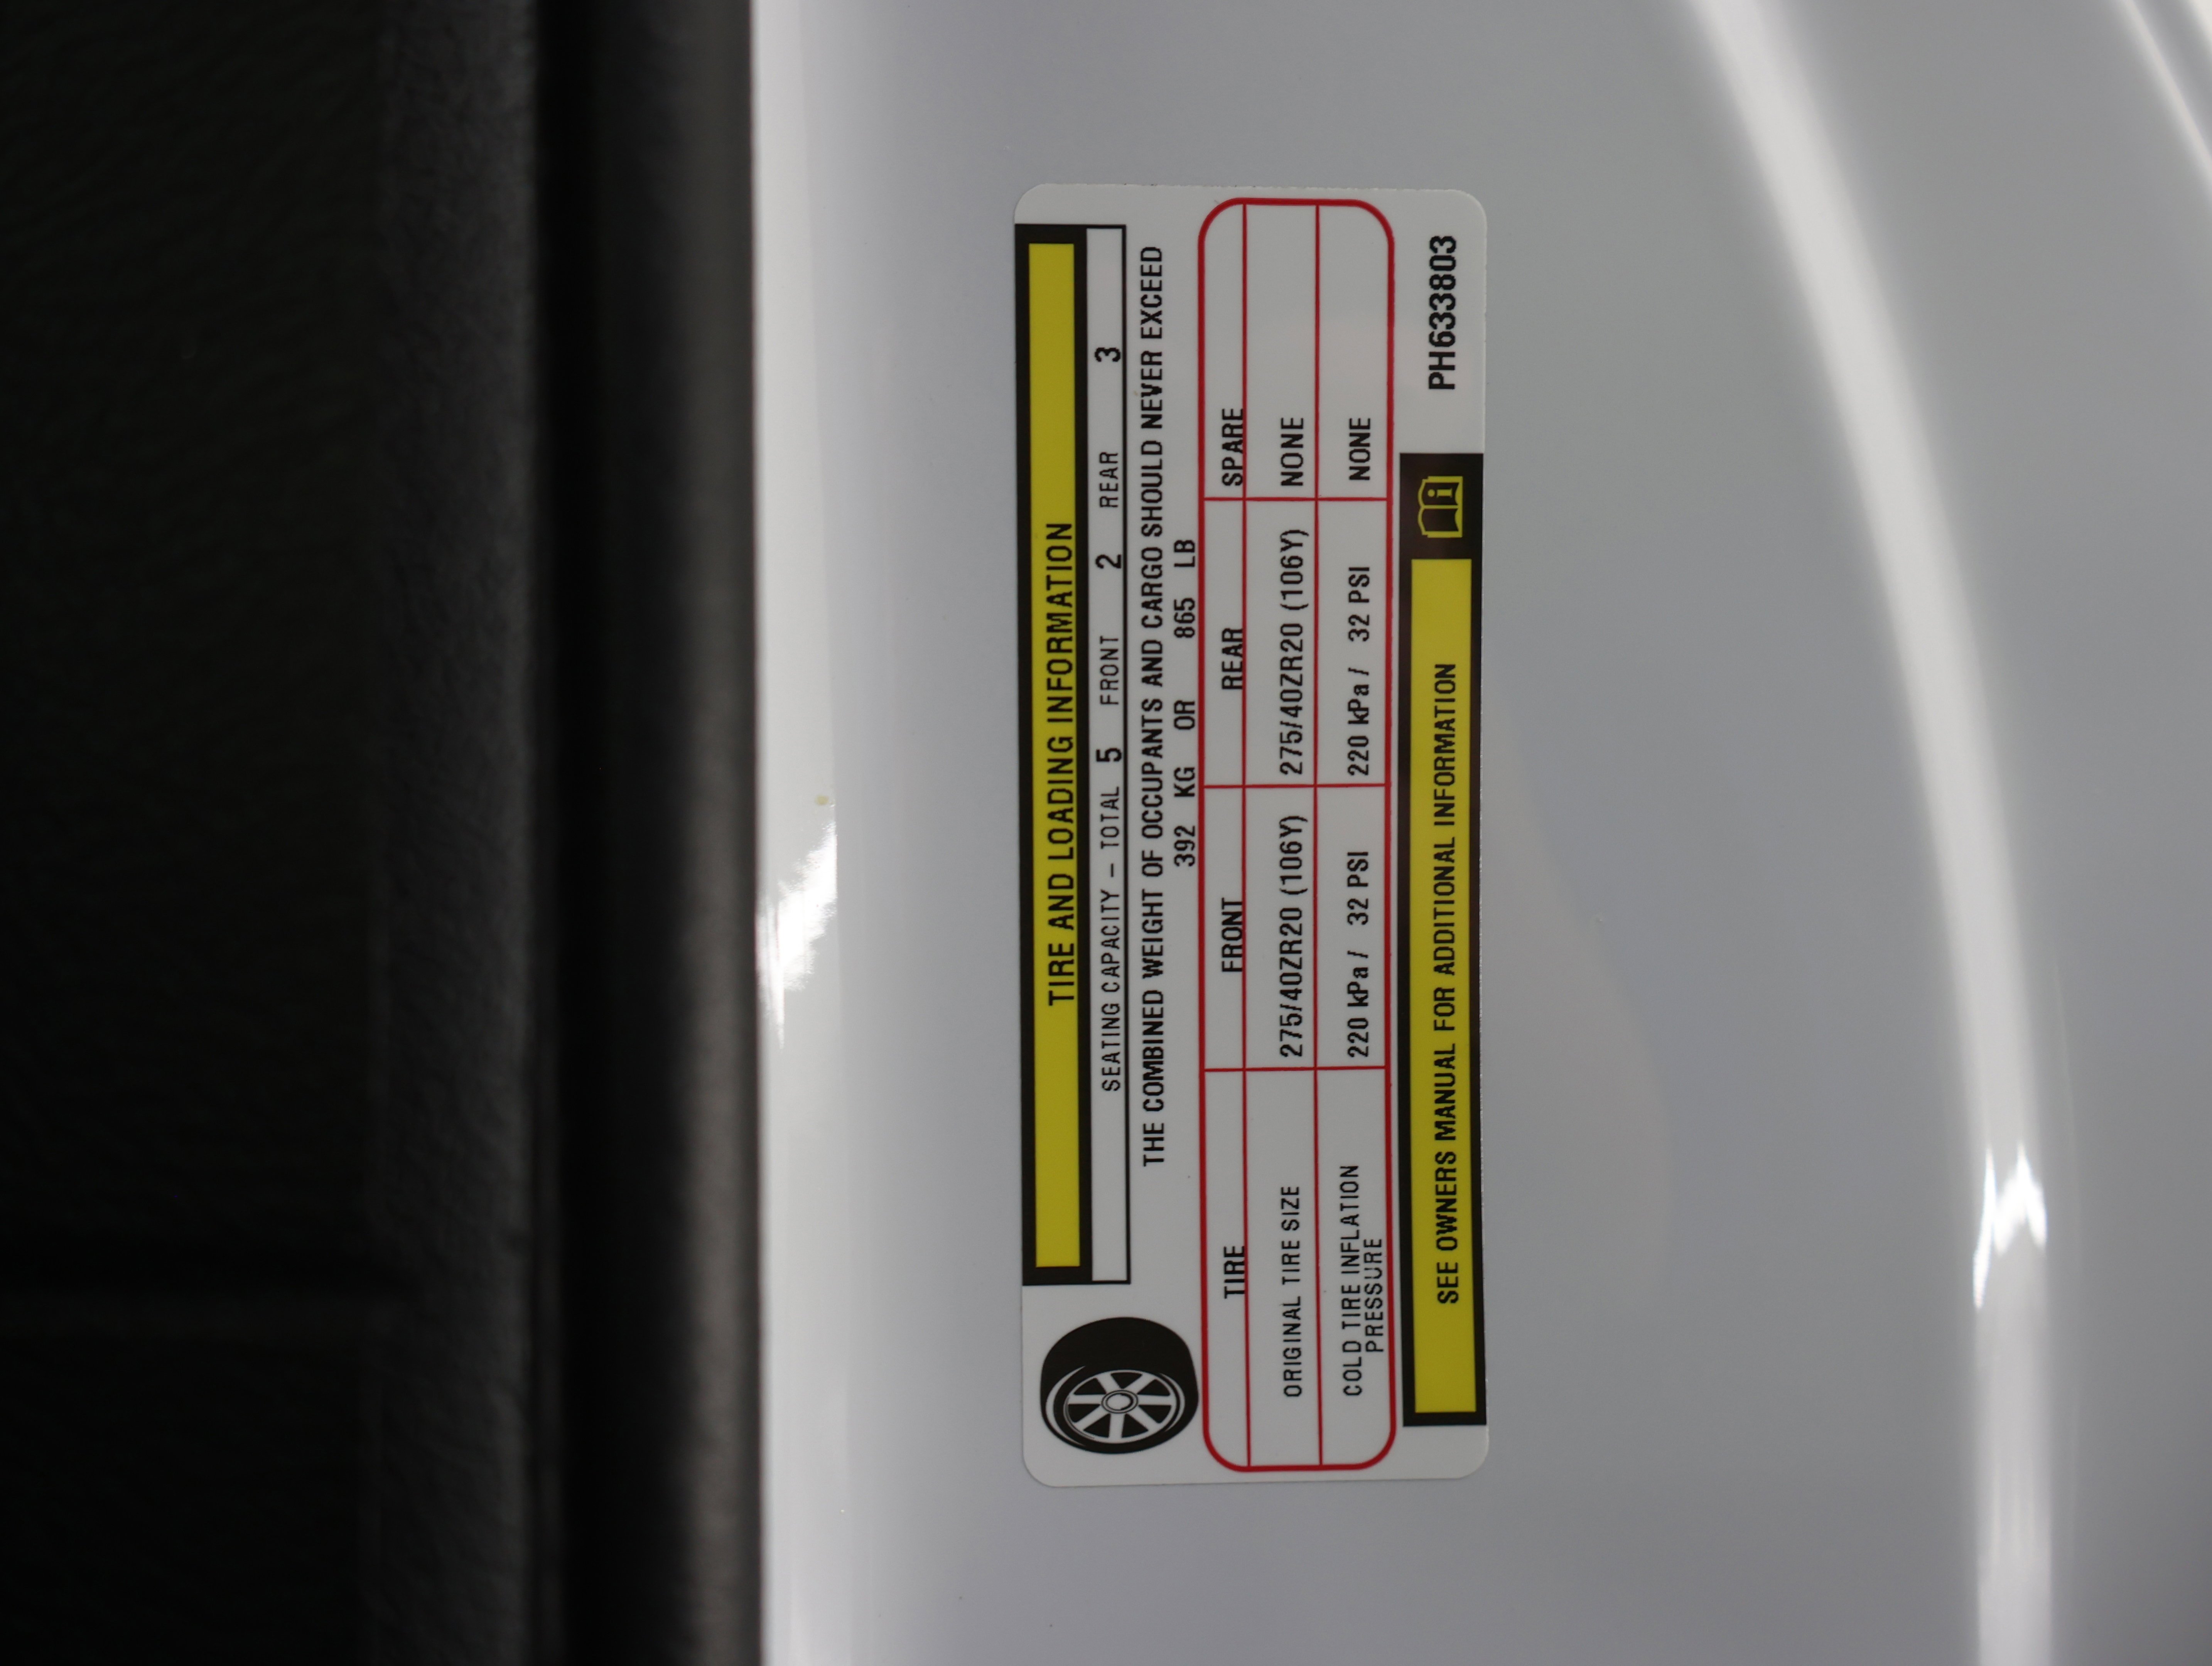 TIRE AND LOADING INFORMATION
SEATING CAPACITY – TOTAL 5 FRONT 2 REAR 3
THE COMBINED WEIGHT OF OCCUPANTS AND CARGO SHOULD NEVER EXCEED
392 KG OR 865 LB
TIRE FRONT REAR SPARE
ORIGINAL TIRE SIZE 275/40ZR20 (106Y) 275/40ZR20 (106Y) NONE
COLD TIRE INFLATION
PRESSURE 220 kPa / 32 PSI 220 kPa / 32 PSI NONE
SEE OWNERS MANUAL FOR ADDITIONAL INFORMATION i PH633803